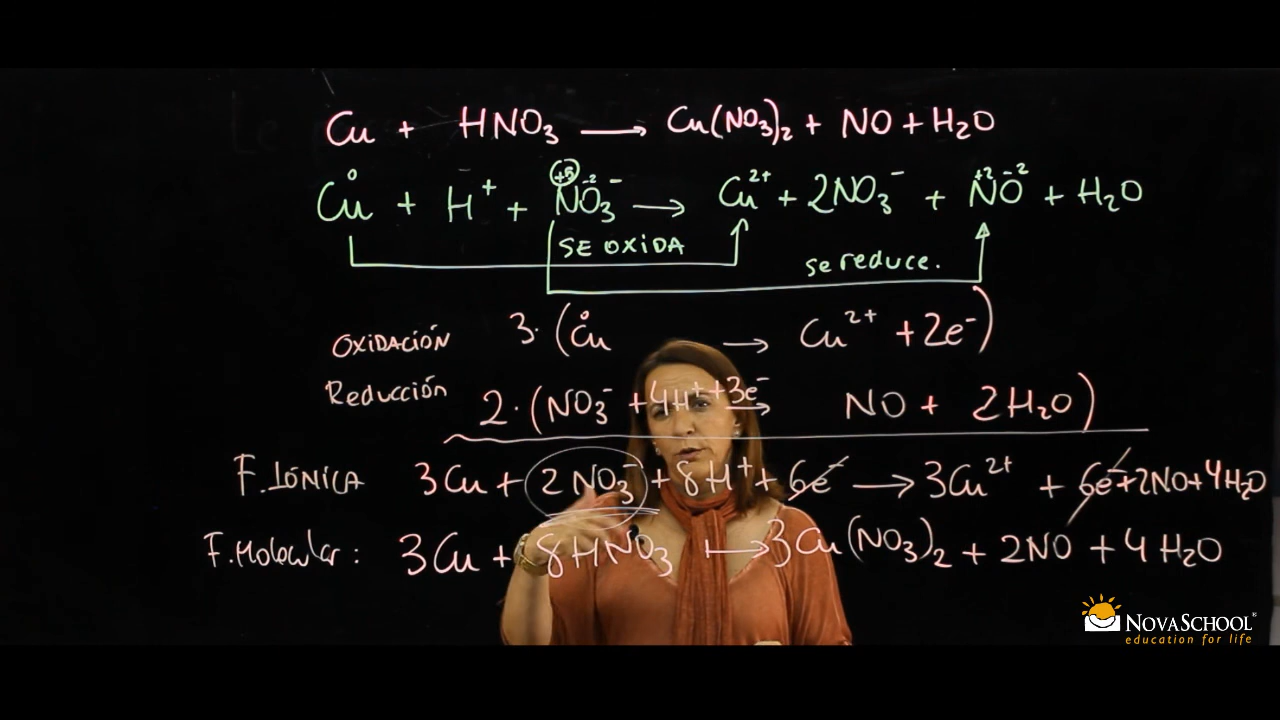 Cu + HNO₃ → Cu(NO₃)₂ + NO + H₂O
Cu⁰ + H⁺ + N⁺⁵O⁻²₃⁻ → Cu²⁺ + 2NO₃⁻ + N⁺²O⁻² + H₂O
SE OXIDA
se reduce.
OXIDACIÓN 3·(Cu⁰ → Cu²⁺ + 2e⁻)
Reducción 2·(NO₃⁻ + 4H⁺ + 3e⁻ → NO + 2H₂O)
F. IÓNICA 3Cu + 2NO₃⁻ + 8H⁺ + 6e⁻ → 3Cu²⁺ + 6e⁻ + 2NO + 4H₂O
F. Molecular: 3Cu + 8HNO₃ → 3Cu(NO₃)₂ + 2NO + 4H₂O
NOVASCHOOL®
education for life